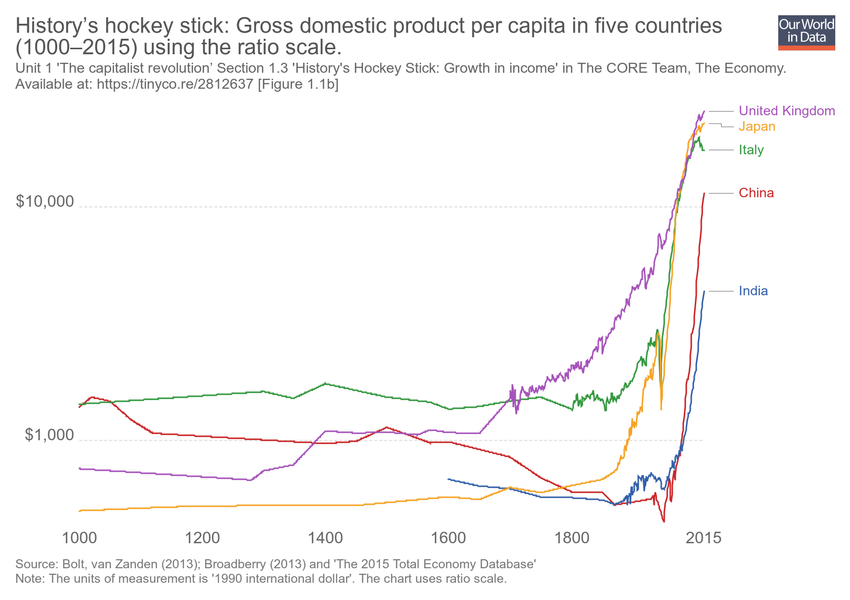 History's hockey stick: Gross domestic product per capita in five countries
(1000–2015) using the ratio scale.
Our World
in Data
Unit 1 'The capitalist revolution’ Section 1.3 'History's Hockey Stick: Growth in income' in The CORE Team, The Economy.
Available at: https://tinyco.re/2812637 [Figure 1.1b]
United Kingdom
Japan
Italy
China
India
$10,000
$1,000
1000
1200
1400
1600
1800
2015
Source: Bolt, van Zanden (2013); Broadberry (2013) and 'The 2015 Total Economy Database'
Note: The units of measurement is '1990 international dollar'. The chart uses ratio scale.